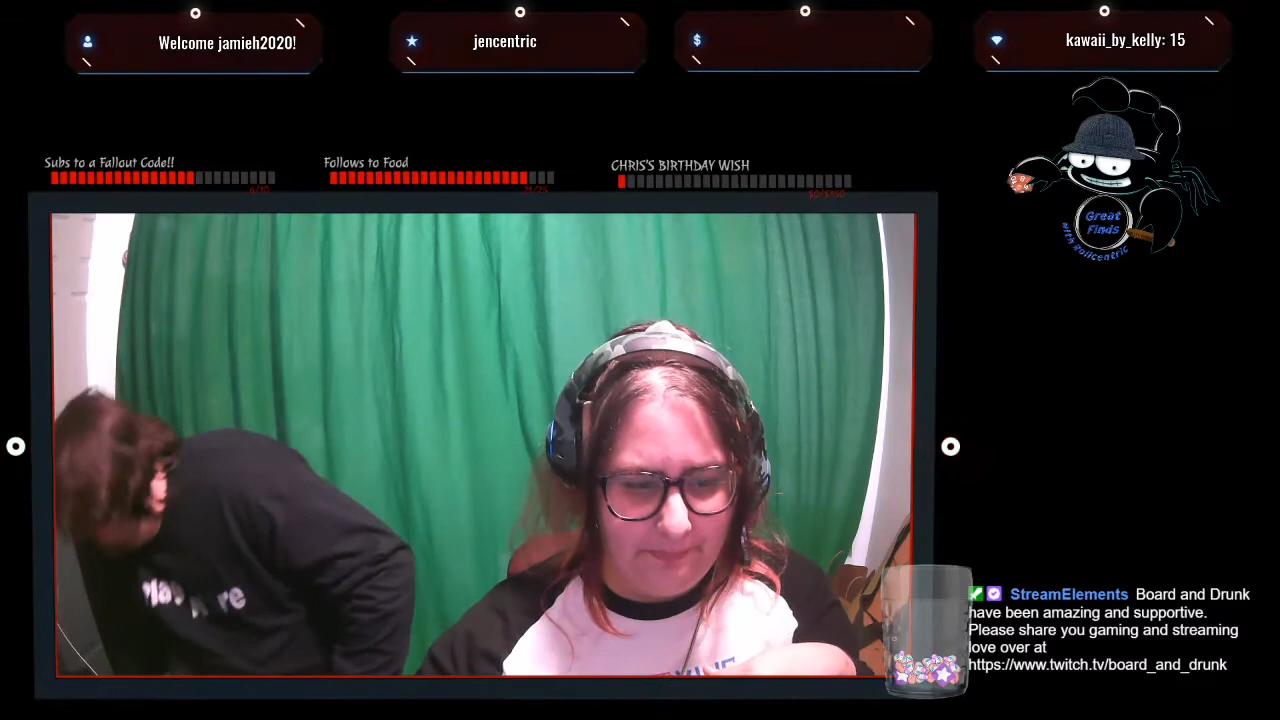 Welcome jamieh2020!
jencentric
kawaii_by_kelly: 15
Subs to a Fallout Code!!
Follows to Food
CHRIS'S BIRTHDAY WISH
Great
Finds
with Rollcentric
StreamElements Board and Drunk
have been amazing and supportive.
Please share you gaming and streaming
love over at
https://www.twitch.tv/board_and_drunk